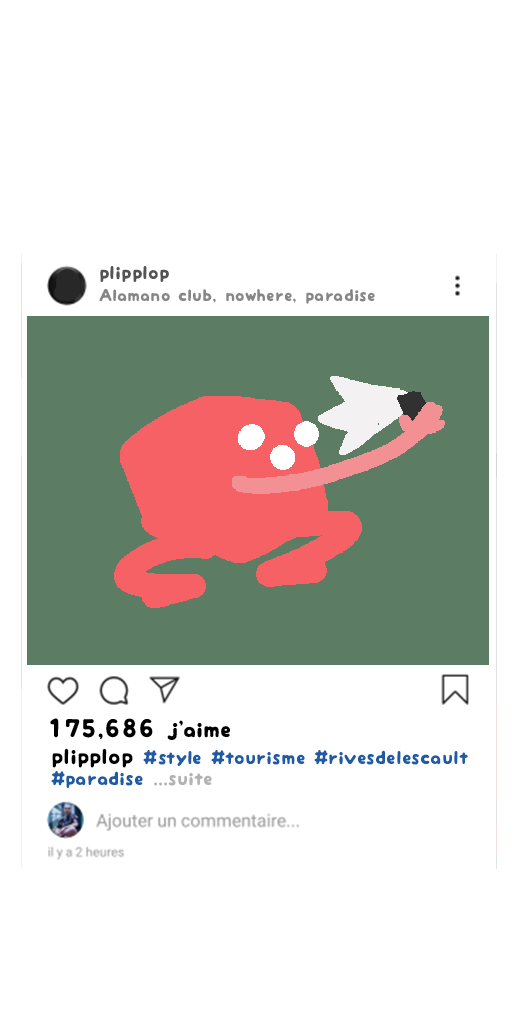 plipplop
Alamano club, nowhere, paradise
175,686 j'aime
plipplop #style #tourisme #rivesdelescault
#paradise ...suite
Ajouter un commentaire...
il y a 2 heures